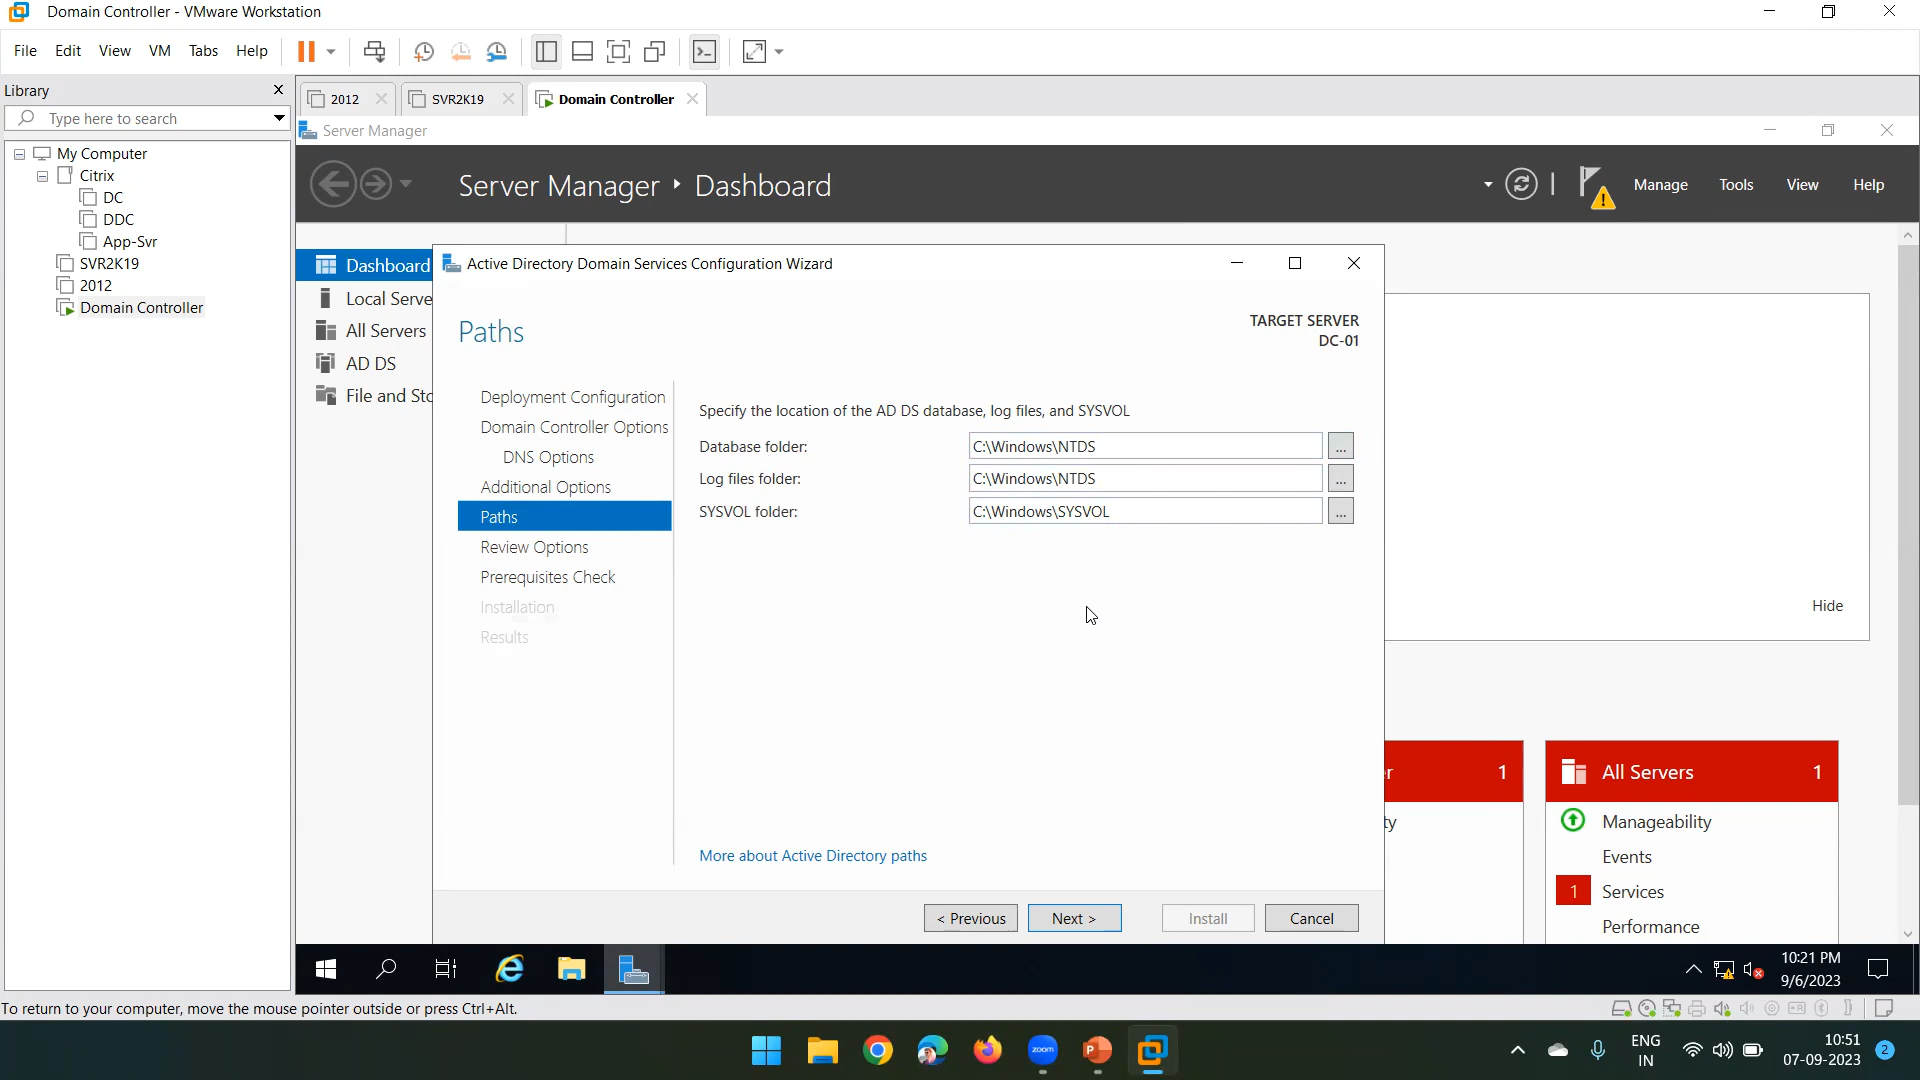 Domain Controller - VMware Workstation
File Edit View VM Tabs Help
Library
Type here to search
My Computer
Citrix
DC
DDC
App-Svr
SVR2K19
2012
Domain Controller
2012
SVR2K19
Domain Controller
Server Manager
Server Manager Dashboard
Manage Tools View Help
Dashboard
Local Serve
All Servers
AD DS
File and Sto
Active Directory Domain Services Configuration Wizard
Paths
TARGET SERVER
DC-01
Deployment Configuration
Domain Controller Options
DNS Options
Additional Options
Paths
Review Options
Prerequisites Check
Installation
Results
Specify the location of the AD DS database, log files, and SYSVOL
Database folder: C:\Windows\NTDS ...
Log files folder: C:\Windows\NTDS ...
SYSVOL folder: C:\Windows\SYSVOL ...
More about Active Directory paths
< Previous Next > Install Cancel
Hide
er 1
ty
All Servers 1
Manageability
Events
1 Services
Performance
10:21 PM
9/6/2023
To return to your computer, move the mouse pointer outside or press Ctrl+Alt.
zoom
ENG
IN
10:51
07-09-2023
2